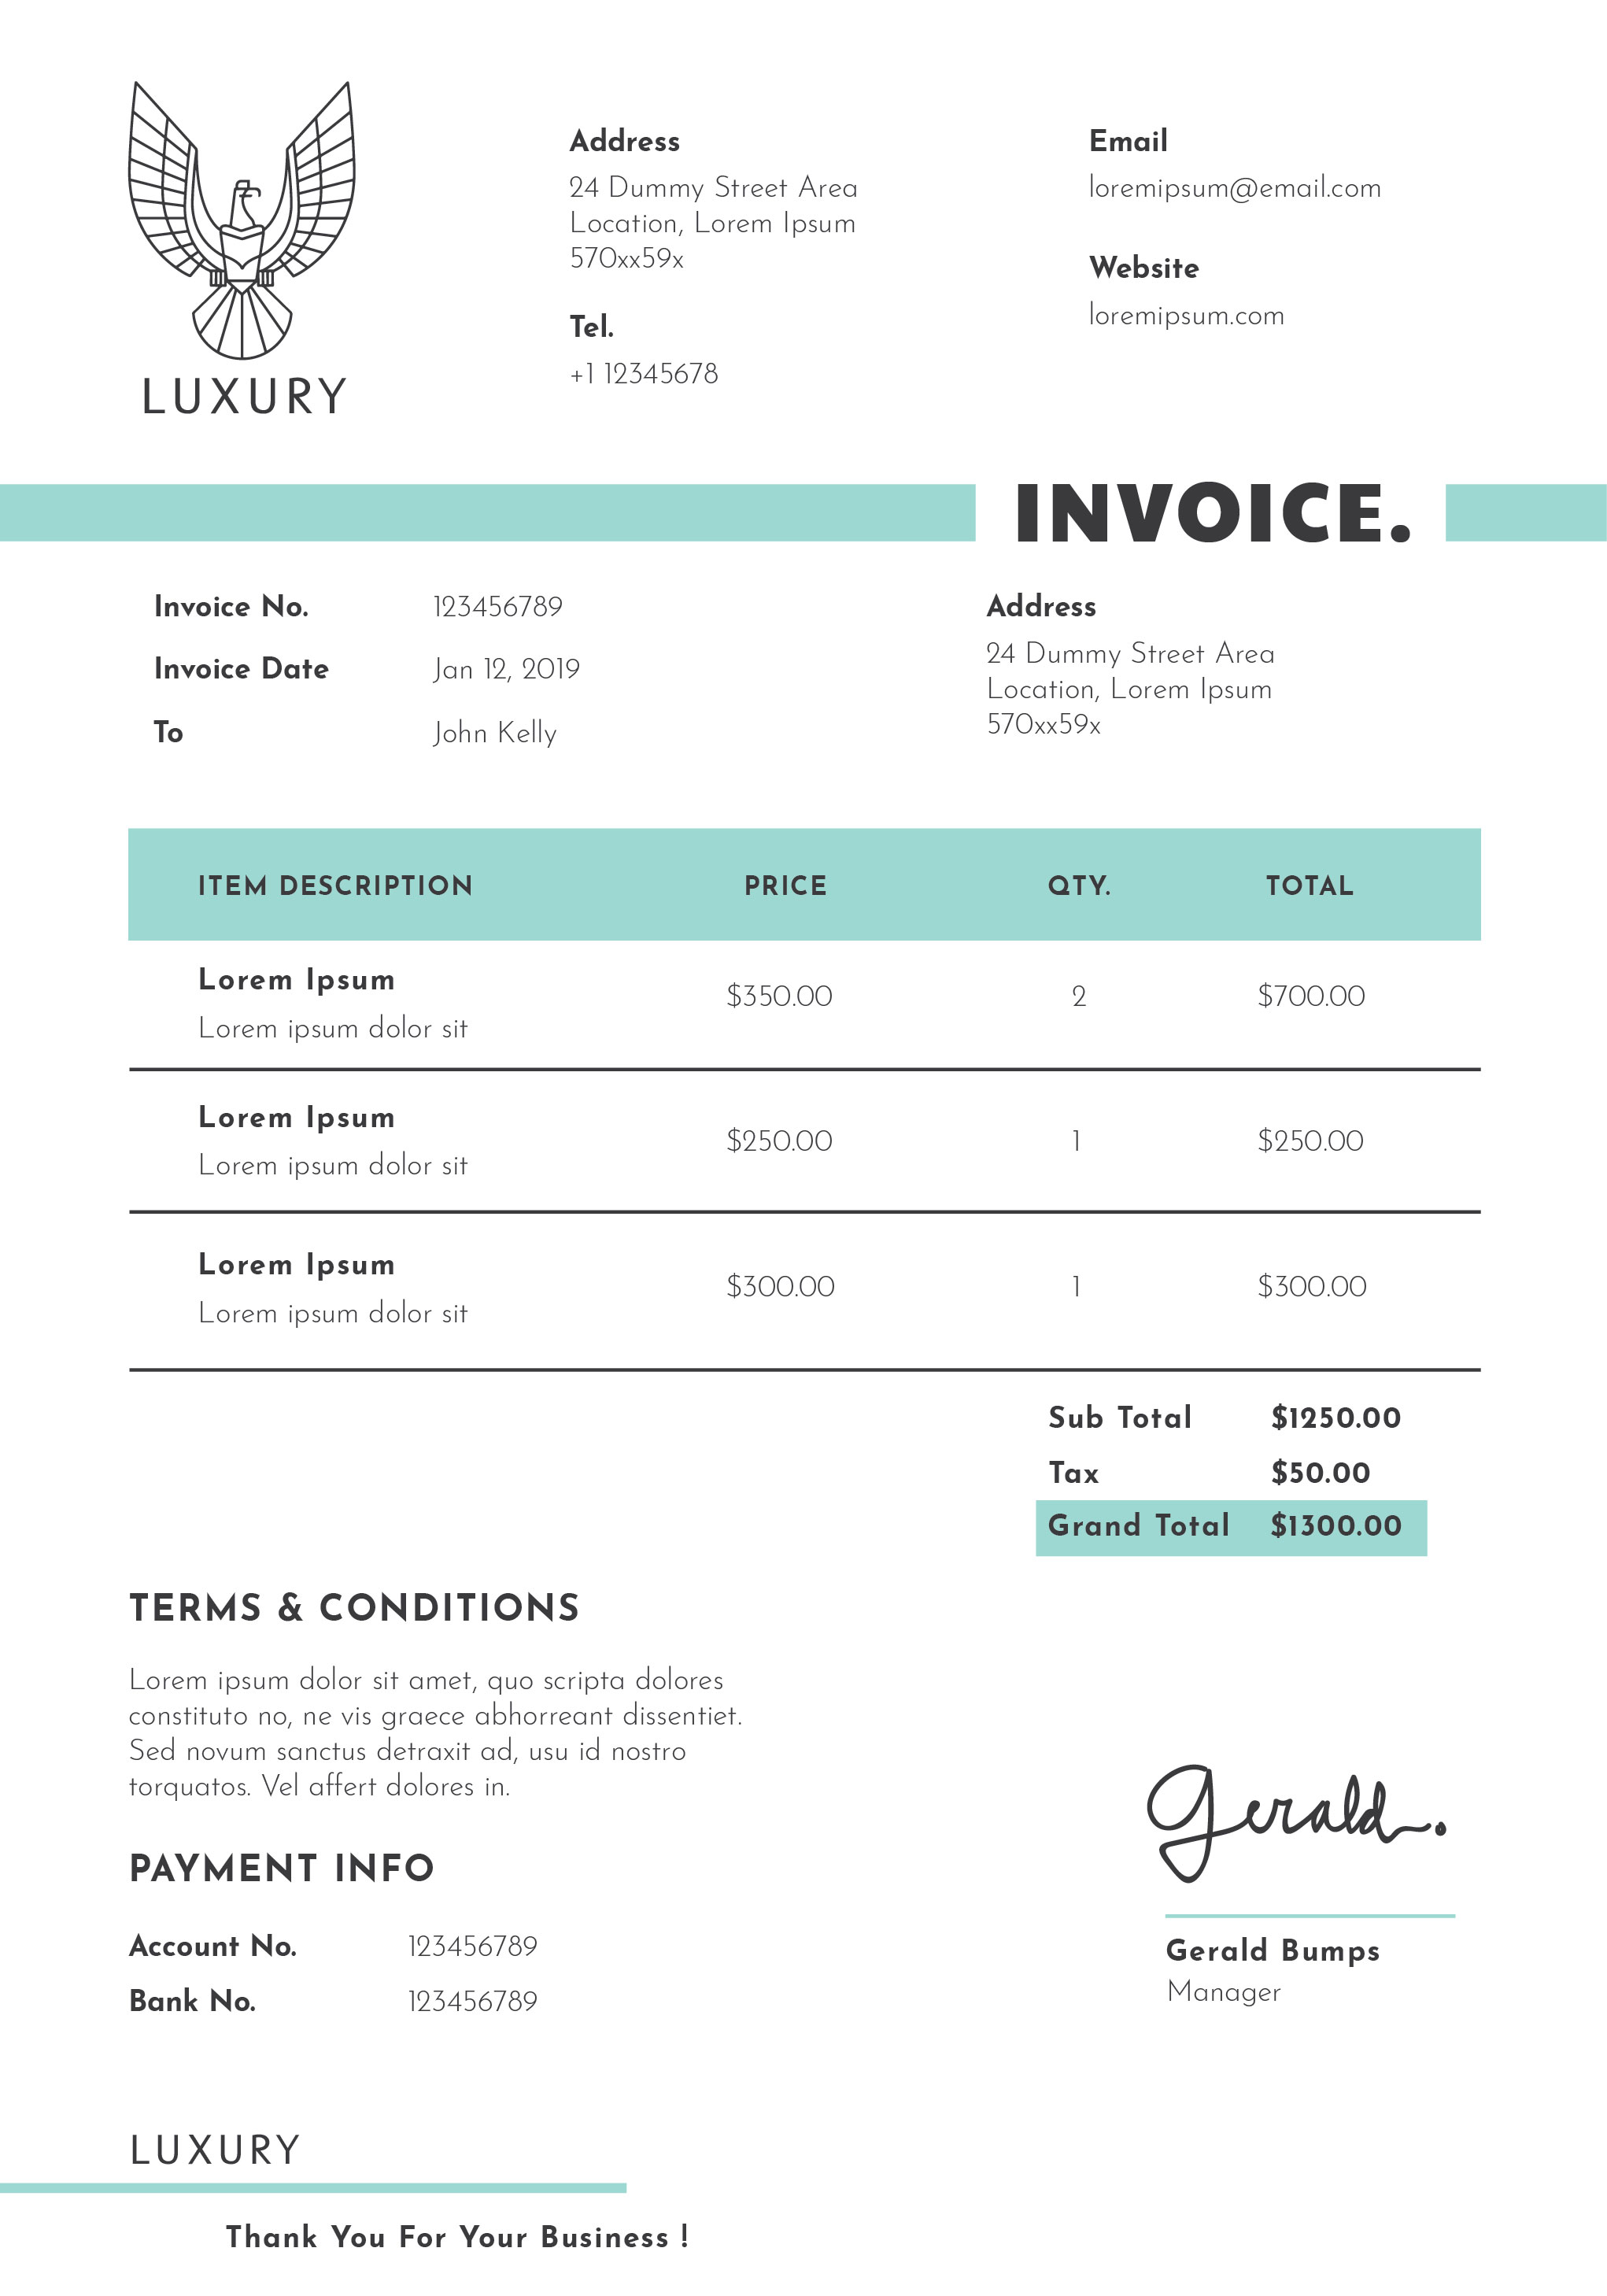 LUXURY
Address
24 Dummy Street Area
Location, Lorem Ipsum
570xx59x
Tel.
+1 12345678
Email
loremipsum@email.com
Website
loremipsum.com
INVOICE.
Invoice No. 123456789
Invoice Date Jan 12, 2019
To John Kelly
Address
24 Dummy Street Area
Location, Lorem Ipsum
570xx59x
ITEM DESCRIPTION PRICE QTY. TOTAL
Lorem Ipsum
Lorem ipsum dolor sit
$350.00 2 $700.00
Lorem Ipsum
Lorem ipsum dolor sit
$250.00 1 $250.00
Lorem Ipsum
Lorem ipsum dolor sit
$300.00 1 $300.00
Sub Total $1250.00
Tax $50.00
Grand Total $1300.00
TERMS & CONDITIONS
Lorem ipsum dolor sit amet, quo scripta dolores
constituto no, ne vis graece abhorreant dissentiet.
Sed novum sanctus detraxit ad, usu id nostro
torquatos. Vel affert dolores in.
PAYMENT INFO
Account No. 123456789
Bank No. 123456789
Gerald.
Gerald Bumps
Manager
LUXURY
Thank You For Your Business !